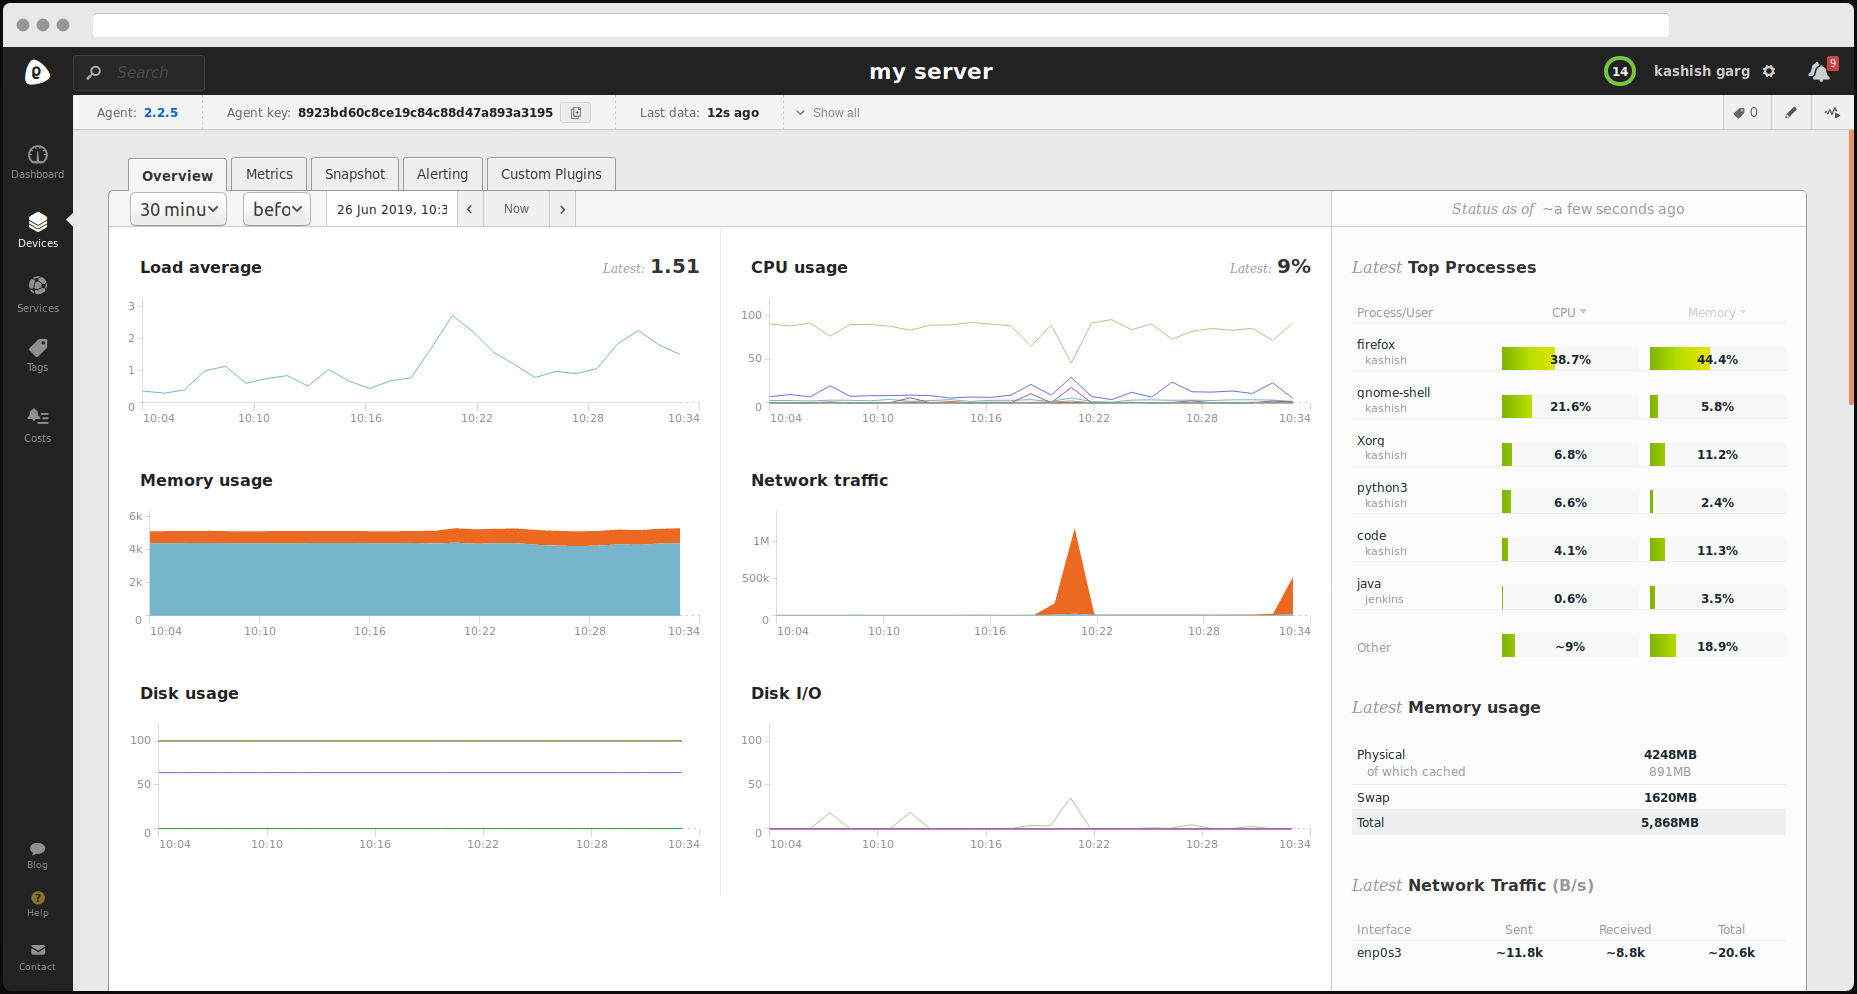 Search
my server
14
kashish garg
9
Agent: 2.2.5
Agent key: 8923bd60c8ce19c84c88d47a893a3195
Last data: 12s ago
Show all
0
Dashboard
Devices
Services
Tags
Costs
Blog
Help
Contact
Overview
Metrics
Snapshot
Alerting
Custom Plugins
30 minu
befo
26 Jun 2019, 10:3
Now
Status as of ~a few seconds ago
Load average
Latest: 1.51
3
2
1
0
10:04 10:10 10:16 10:22 10:28 10:34
CPU usage
Latest: 9%
100
50
0
10:04 10:10 10:16 10:22 10:28 10:34
Memory usage
6k
4k
2k
0
10:04 10:10 10:16 10:22 10:28 10:34
Network traffic
1M
500k
0
10:04 10:10 10:16 10:22 10:28 10:34
Disk usage
100
50
0
10:04 10:10 10:16 10:22 10:28 10:34
Disk I/O
100
50
0
10:04 10:10 10:16 10:22 10:28 10:34
Latest Top Processes
Process/User CPU Memory
firefox
kashish 38.7% 44.4%
gnome-shell
kashish 21.6% 5.8%
Xorg
kashish 6.8% 11.2%
python3
kashish 6.6% 2.4%
code
kashish 4.1% 11.3%
java
jenkins 0.6% 3.5%
Other ~9% 18.9%
Latest Memory usage
Physical 4248MB
of which cached 891MB
Swap 1620MB
Total 5,868MB
Latest Network Traffic (B/s)
Interface Sent Received Total
enp0s3 ~11.8k ~8.8k ~20.6k